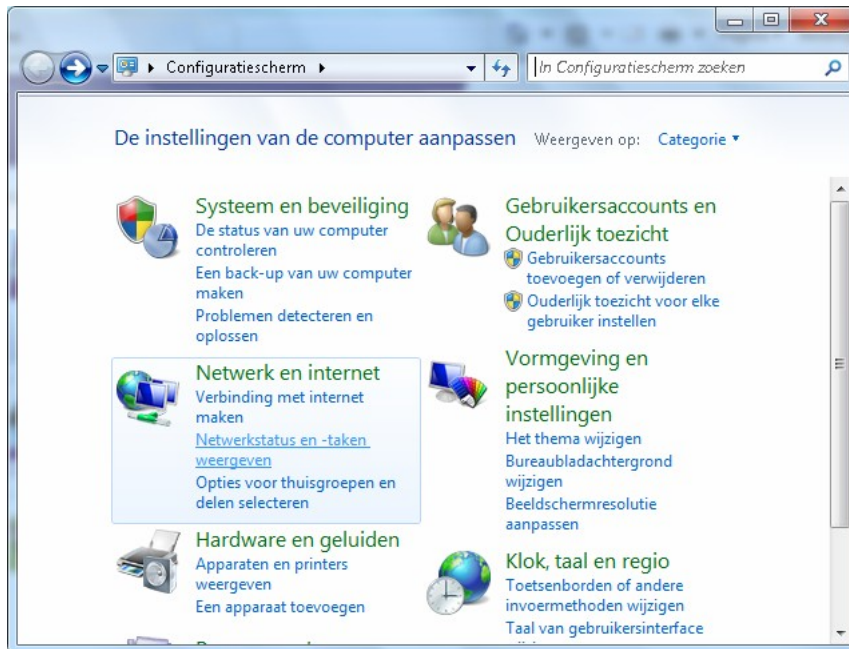 Configuratiescherm
In Configuratiescherm zoeken
De instellingen van de computer aanpassen
Weergeven op: Categorie
Systeem en beveiliging
De status van uw computer
controleren
Een back-up van uw computer
maken
Problemen detecteren en
oplossen
Netwerk en internet
Verbinding met internet
maken
Netwerkstatus en -taken
weergeven
Opties voor thuisgroepen en
delen selecteren
Hardware en geluiden
Apparaten en printers
weergeven
Een apparaat toevoegen
Gebruikersaccounts en
Ouderlijk toezicht
Gebruikersaccounts
toevoegen of verwijderen
Ouderlijk toezicht voor elke
gebruiker instellen
Vormgeving en
persoonlijke
instellingen
Het thema wijzigen
Bureaubladachtergrond
wijzigen
Beeldschermresolutie
aanpassen
Klok, taal en regio
Toetsenborden of andere
invoermethoden wijzigen
Taal van gebruikersinterface